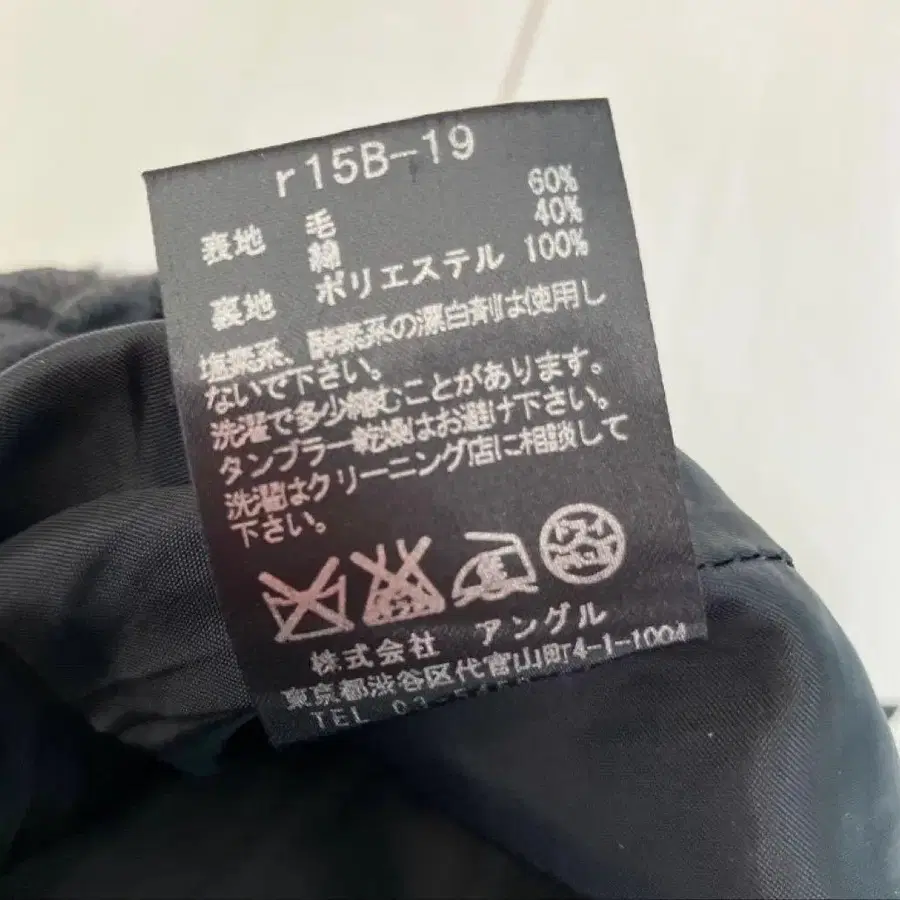 r15B-19
表地 毛 60%
綿 40%
裏地 ポリエステル 100%
塩素系、酵素系の漂白剤は使用し
ないで下さい。
洗濯で多少縮むことがあります。
タンブラー乾燥はお避け下さい。
洗濯はクリーニング店に相談して
下さい。
株式会社 アングル
東京都渋谷区代官山町4-1-1004
TEL 03